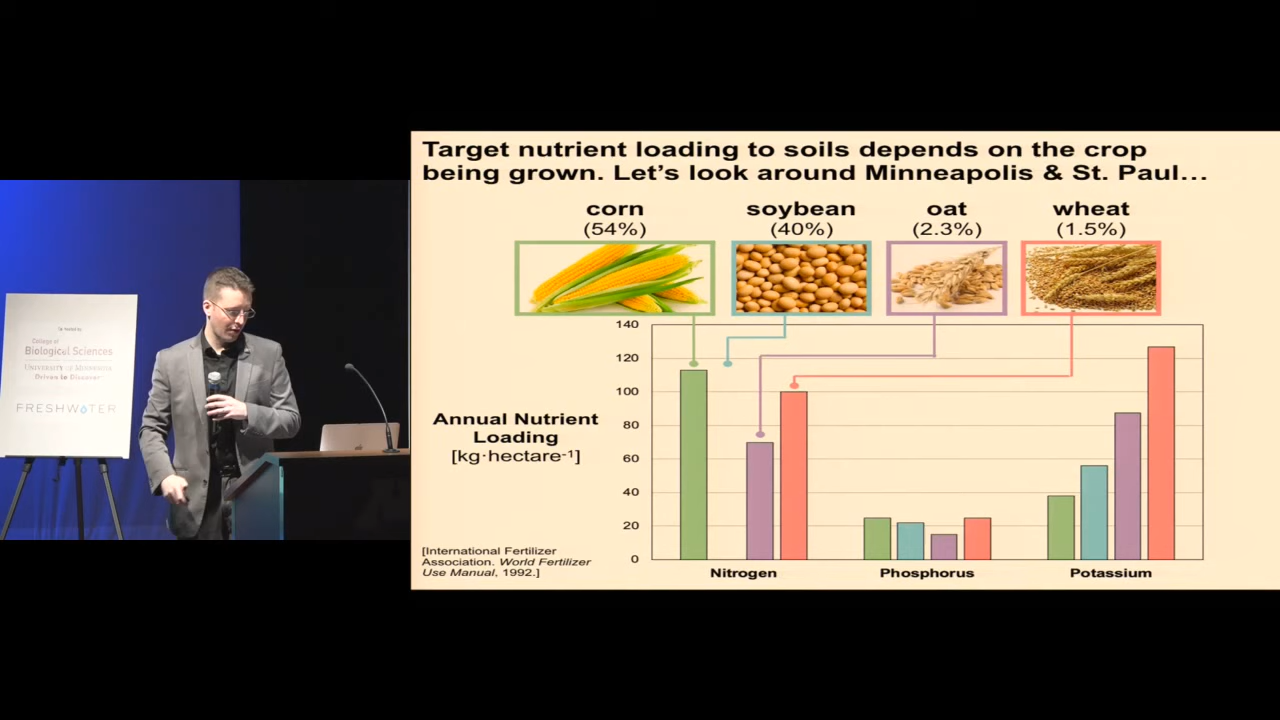 Target nutrient loading to soils depends on the crop
being grown. Let's look around Minneapolis & St. Paul…
corn
(54%)
soybean
(40%)
oat
(2.3%)
wheat
(1.5%)
140
120
100
80
60
40
20
0
Annual Nutrient
Loading
[kg·hectare-1]
Nitrogen
Phosphorus
Potassium
[International Fertilizer
Association. World Fertilizer
Use Manual, 1992.]
College of
Biological Sciences
UNIVERSITY OF MINNESOTA
Driven to Discover
FRESHWATER